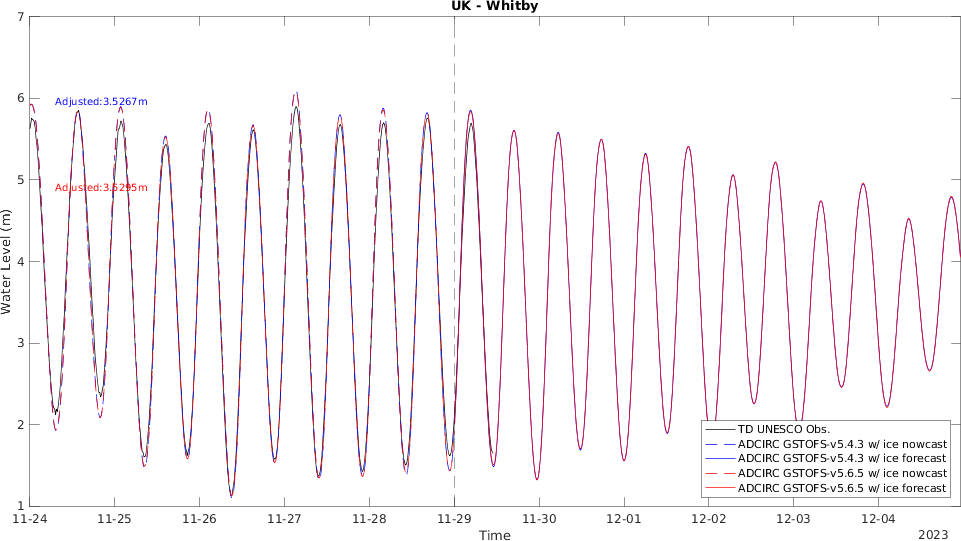 UK - Whitby
7
6
5
4
3
2
1
Water Level (m)
Adjusted:3.5267m
Adjusted:3.5295m
TD UNESCO Obs.
ADCIRC GSTOFS-v5.4.3 w/ ice nowcast
ADCIRC GSTOFS-v5.4.3 w/ ice forecast
ADCIRC GSTOFS-v5.6.5 w/ ice nowcast
ADCIRC GSTOFS-v5.6.5 w/ ice forecast
11-24 11-25 11-26 11-27 11-28 11-29 11-30 12-01 12-02 12-03 12-04
Time
2023